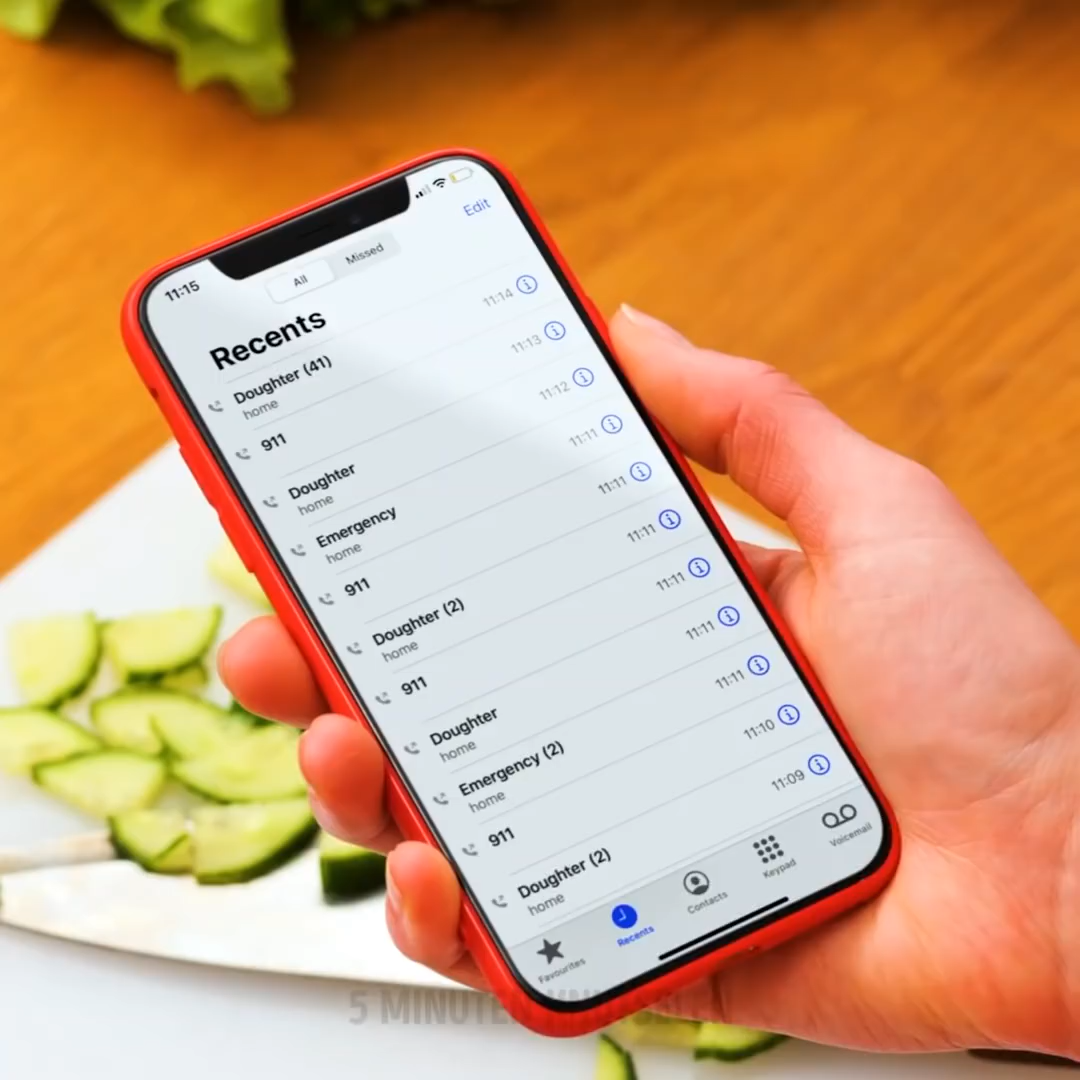 11:15
All Missed
Edit
Recents
Doughter (41)
home
11:14
911
11:13
Doughter
home
11:12
Emergency
home
11:11
911
11:11
Doughter (2)
home
11:11
911
11:11
Doughter
home
11:11
Emergency (2)
home
11:11
911
11:10
Doughter (2)
home
11:09
Favourites
Recents
Contacts
Keypad
Voicemail
5 MINUTEN